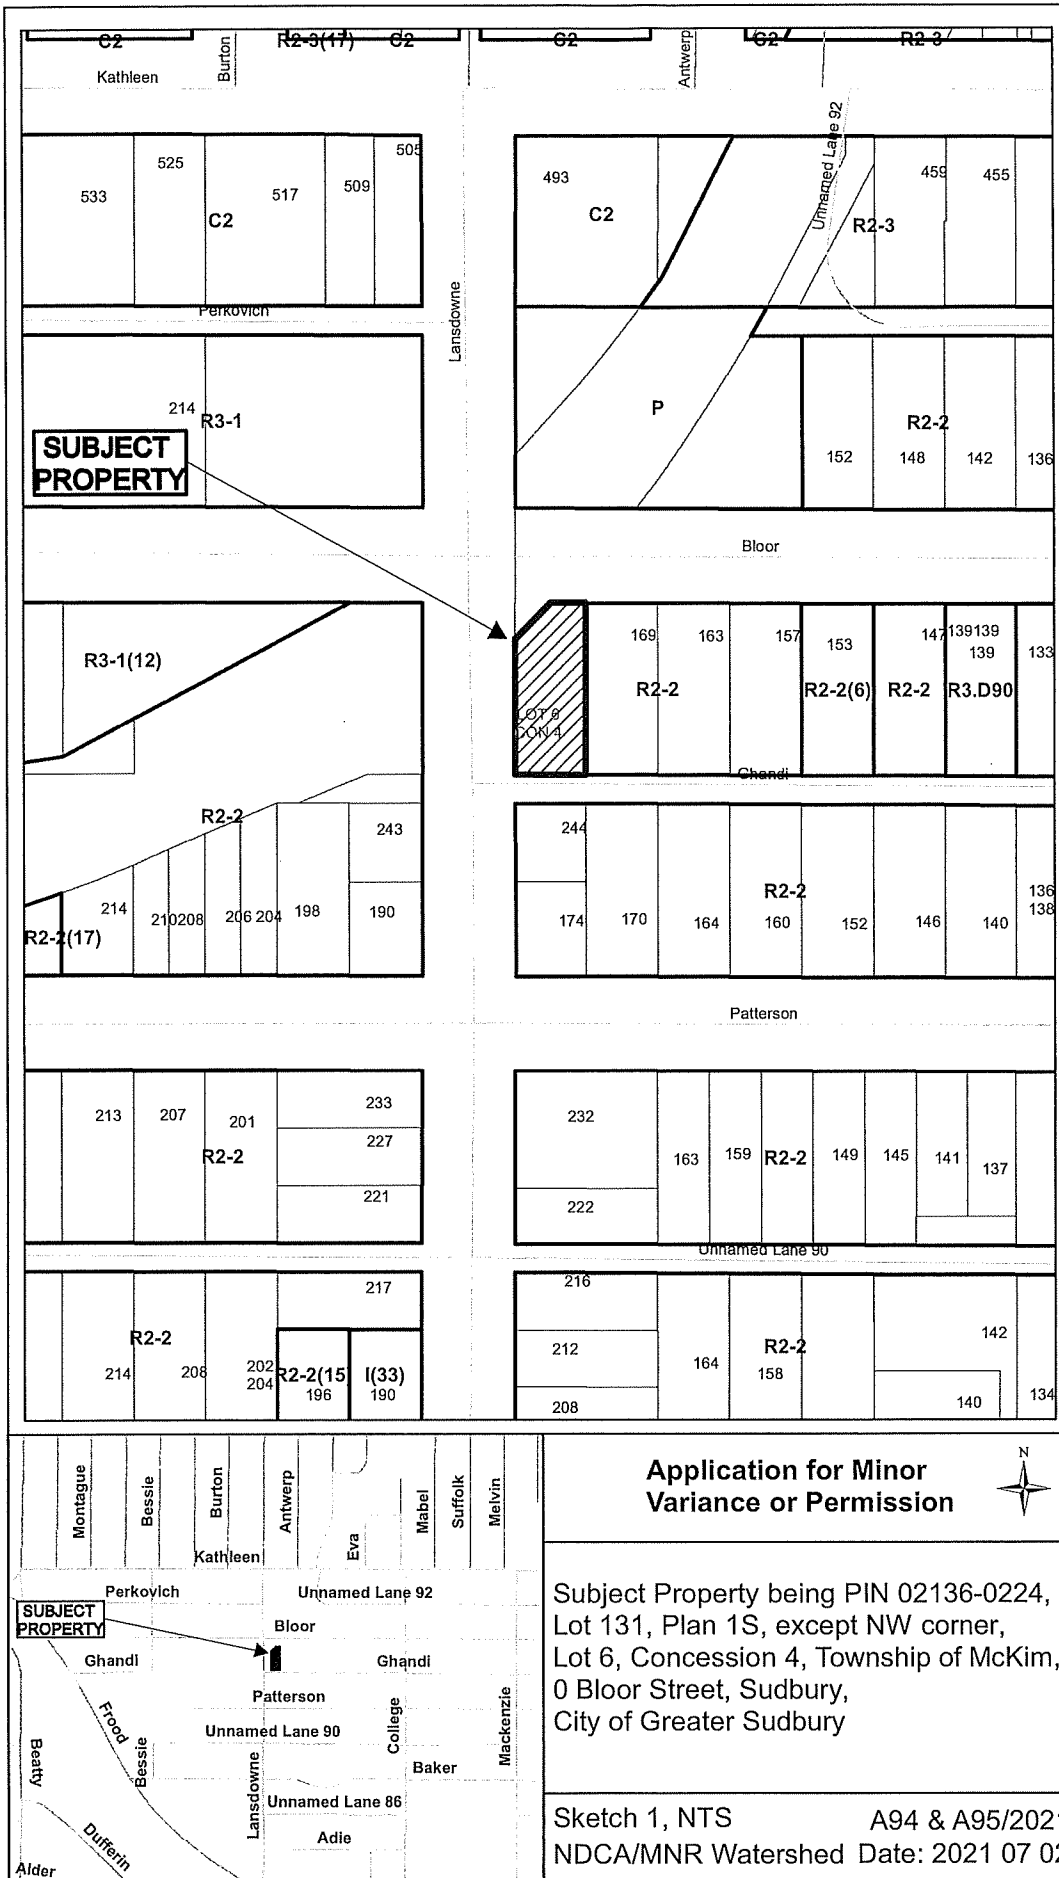 C2
R2-3(17)
C2
C2
C2
R2-3
Kathleen
Burton
Antwerp
533
525
517
509
505
C2
493
C2
Unnamed Lane 92
459
455
R2-3
Perkovich
Lansdowne
214
R3-1
SUBJECT
PROPERTY
P
R2-2
152
148
142
136
Bloor
R3-1(12)
LOT 6
CON 4
169
163
157
153
147
139139
139
133
R2-2
R2-2(6)
R2-2
R3.D90
Ghandi
R2-2
243
214
210
208
206
204
198
190
R2-2(17)
244
174
170
164
R2-2
160
152
146
140
136
138
Patterson
213
207
201
R2-2
233
227
221
232
222
163
159
R2-2
149
145
141
137
Unnamed Lane 90
217
R2-2
214
208
202
204
R2-2(15)
196
I(33)
190
216
212
208
164
R2-2
158
142
140
134
Montague
Bessie
Burton
Antwerp
Eva
Mabel
Suffolk
Melvin
Kathleen
Perkovich
Unnamed Lane 92
SUBJECT
PROPERTY
Bloor
Ghandi
Ghandi
Patterson
Frood
Unnamed Lane 90
College
Mackenzie
Beatty
Bessie
Lansdowne
Baker
Unnamed Lane 86
Dufferin
Adie
Alder
Application for Minor
Variance or Permission
N
Subject Property being PIN 02136-0224,
Lot 131, Plan 1S, except NW corner,
Lot 6, Concession 4, Township of McKim,
0 Bloor Street, Sudbury,
City of Greater Sudbury
Sketch 1, NTS A94 & A95/2021
NDCA/MNR Watershed Date: 2021 07 02